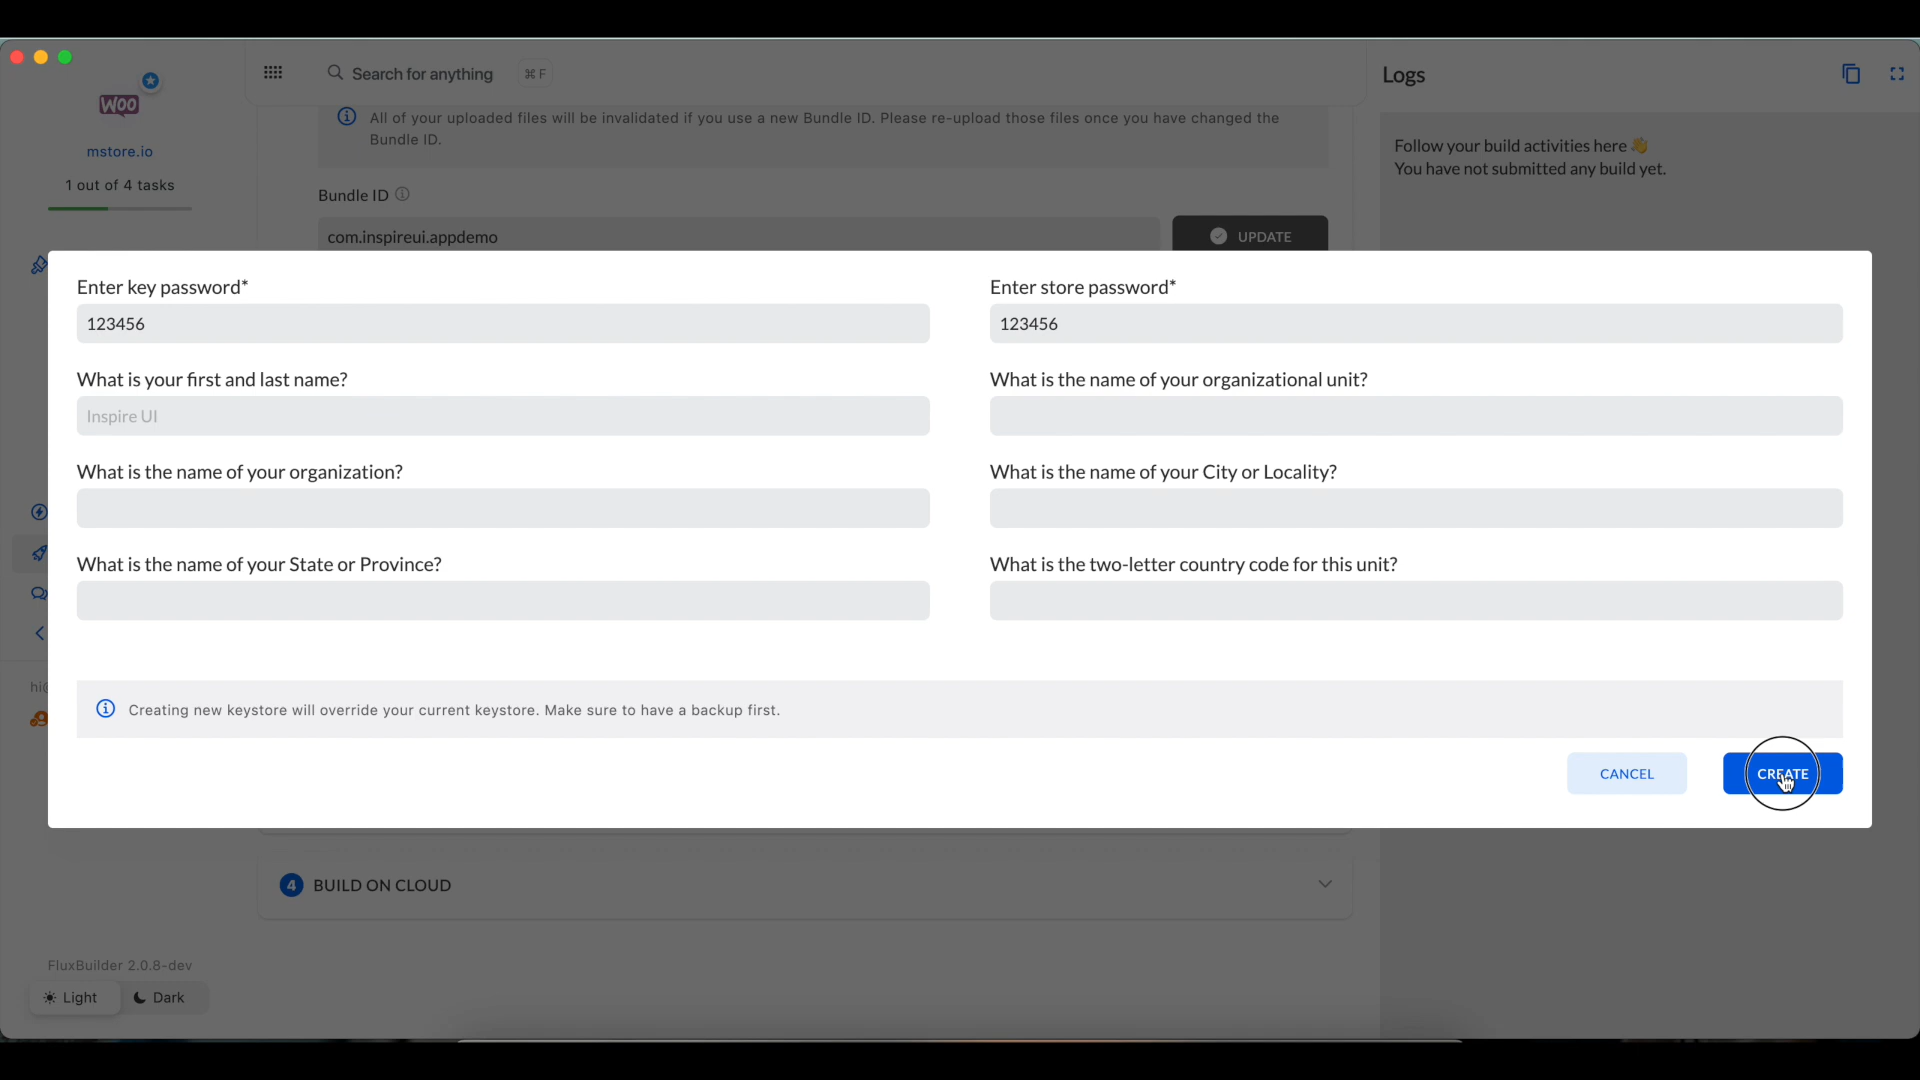 Search for anything
⌘ F
Logs
WOO
mstore.io
1 out of 4 tasks
All of your uploaded files will be invalidated if you use a new Bundle ID. Please re-upload those files once you have changed the
Bundle ID.
Bundle ID
com.inspireui.appdemo
UPDATE
Follow your build activities here 👋
You have not submitted any build yet.
Enter key password*
123456
Enter store password*
123456
What is your first and last name?
Inspire UI
What is the name of your organizational unit?
What is the name of your organization?
What is the name of your City or Locality?
What is the name of your State or Province?
What is the two-letter country code for this unit?
hi@
Creating new keystore will override your current keystore. Make sure to have a backup first.
CANCEL
CREATE
4 BUILD ON CLOUD
FluxBuilder 2.0.8-dev
Light
Dark